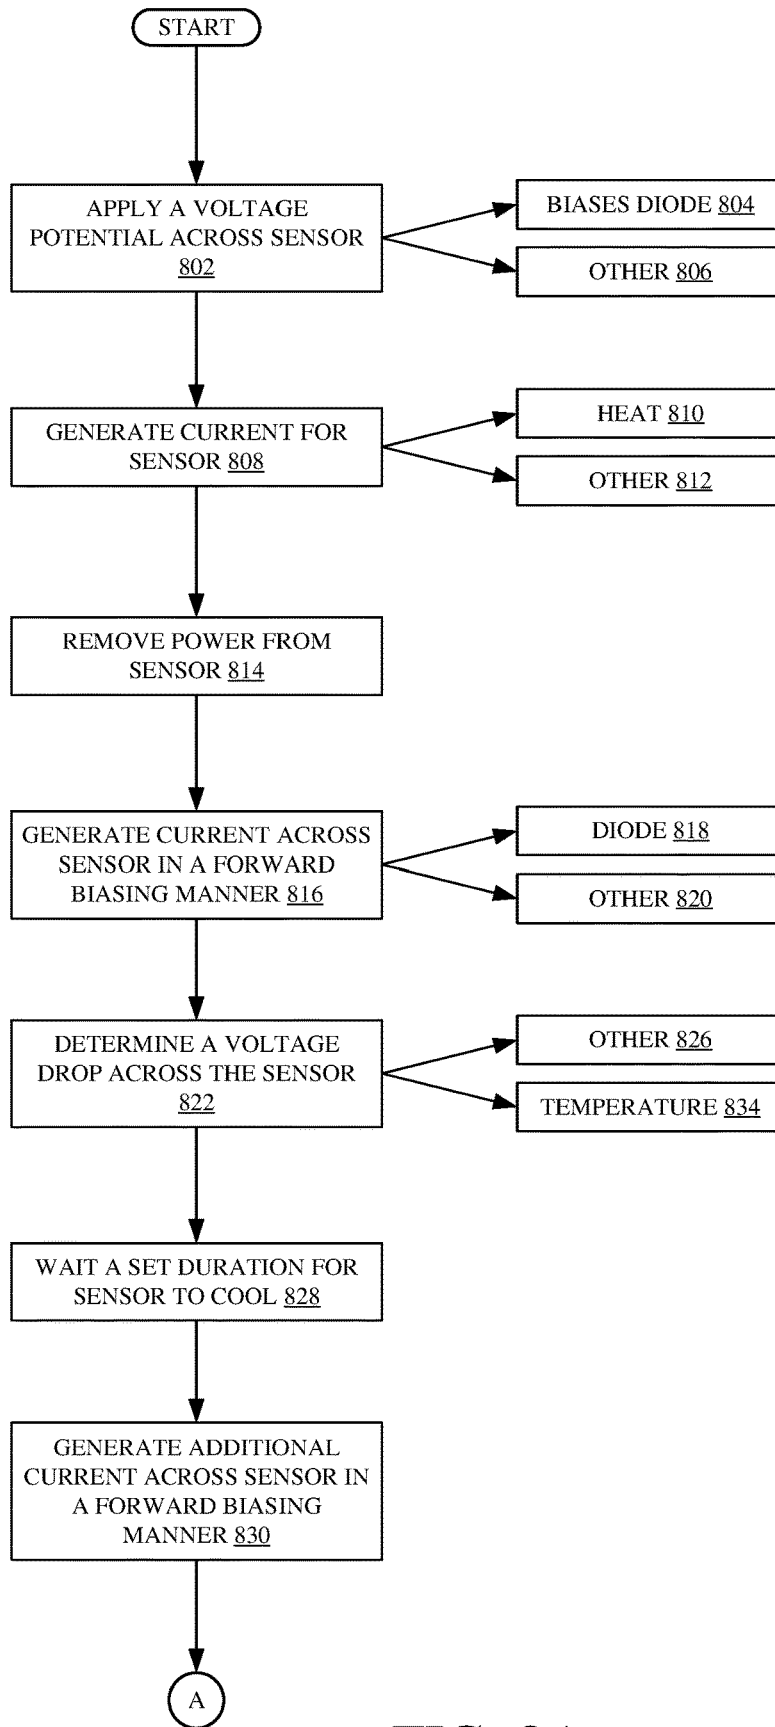 START
APPLY A VOLTAGE
POTENTIAL ACROSS SENSOR
802
BIASES DIODE 804
OTHER 806
GENERATE CURRENT FOR
SENSOR 808
HEAT 810
OTHER 812
REMOVE POWER FROM
SENSOR 814
GENERATE CURRENT ACROSS
SENSOR IN A FORWARD
BIASING MANNER 816
DIODE 818
OTHER 820
DETERMINE A VOLTAGE
DROP ACROSS THE SENSOR
822
OTHER 826
TEMPERATURE 834
WAIT A SET DURATION FOR
SENSOR TO COOL 828
GENERATE ADDITIONAL
CURRENT ACROSS SENSOR IN
A FORWARD BIASING
MANNER 830
A